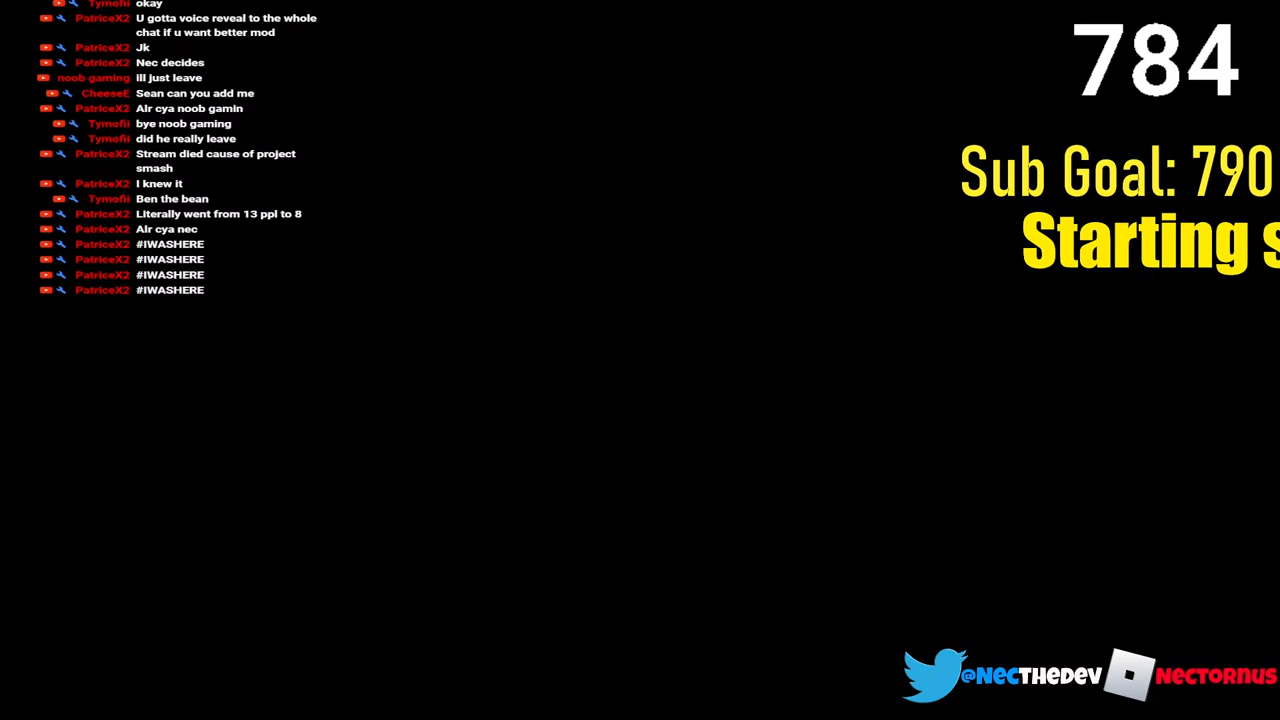 Tymofii okay
PatriceX2 U gotta voice reveal to the whole
chat if u want better mod
PatriceX2 Jk
PatriceX2 Nec decides
noob gaming ill just leave
CheeseE Sean can you add me
PatriceX2 Alr cya noob gamin
Tymofii bye noob gaming
Tymofii did he really leave
PatriceX2 Stream died cause of project
smash
PatriceX2 I knew it
Tymofii Ben the bean
PatriceX2 Literally went from 13 ppl to 8
PatriceX2 Alr cya nec
PatriceX2 #IWASHERE
PatriceX2 #IWASHERE
PatriceX2 #IWASHERE
PatriceX2 #IWASHERE
784
Sub Goal: 790
Starting s
@NECTHEDEV
NECTORNUS